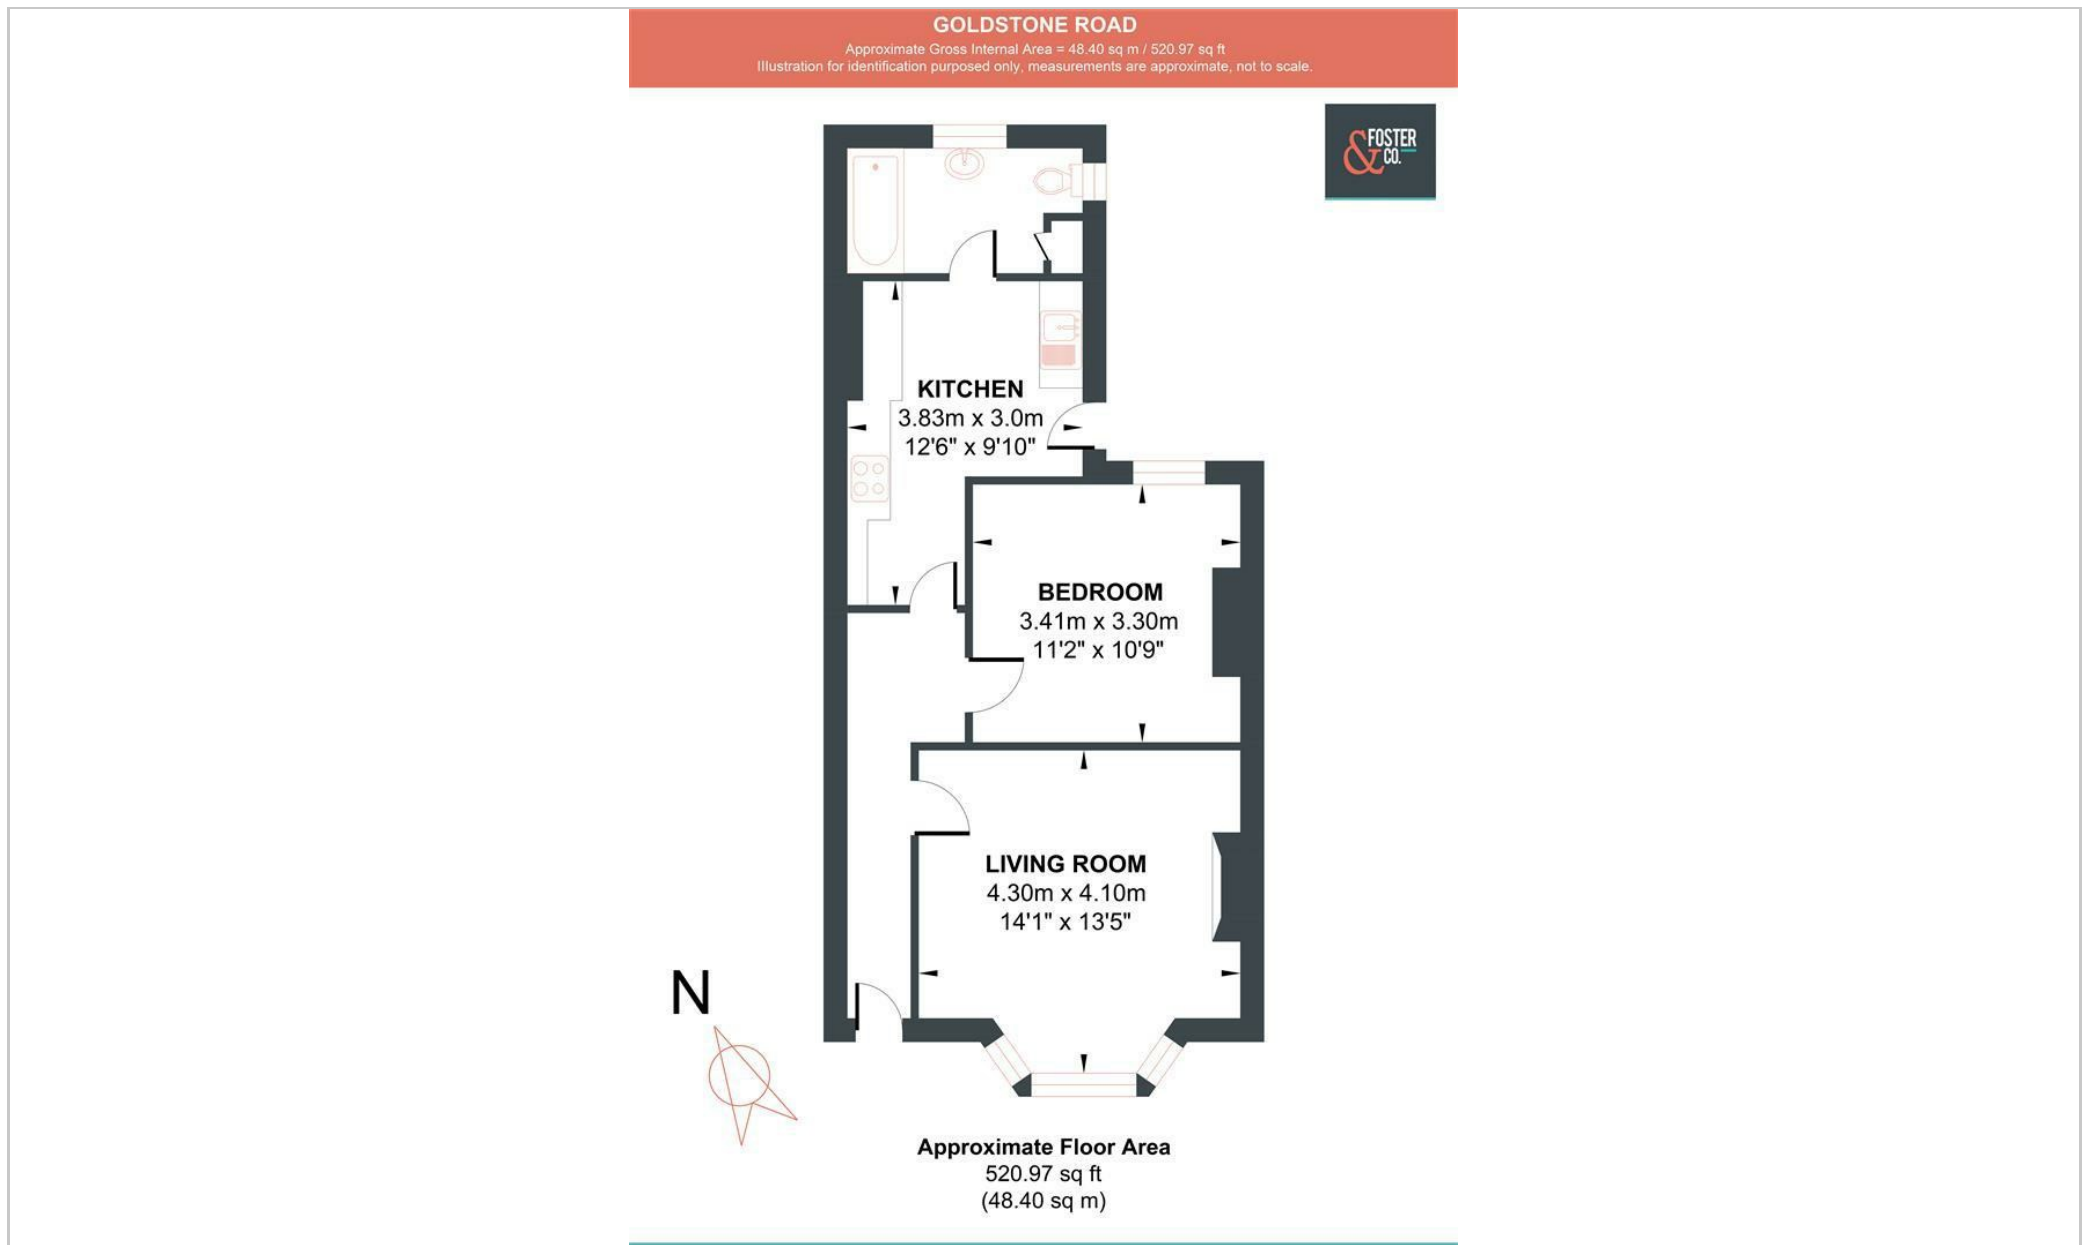 GOLDSTONE ROAD
Approximate Gross Internal Area = 48.40 sq m / 520.97 sq ft
Illustration for identification purposed only, measurements are approximate, not to scale.
& FOSTER
CO.
KITCHEN
3.83m x 3.0m
12'6" x 9'10"
BEDROOM
3.41m x 3.30m
11'2" x 10'9"
LIVING ROOM
4.30m x 4.10m
14'1" x 13'5"
N
Approximate Floor Area
520.97 sq ft
(48.40 sq m)